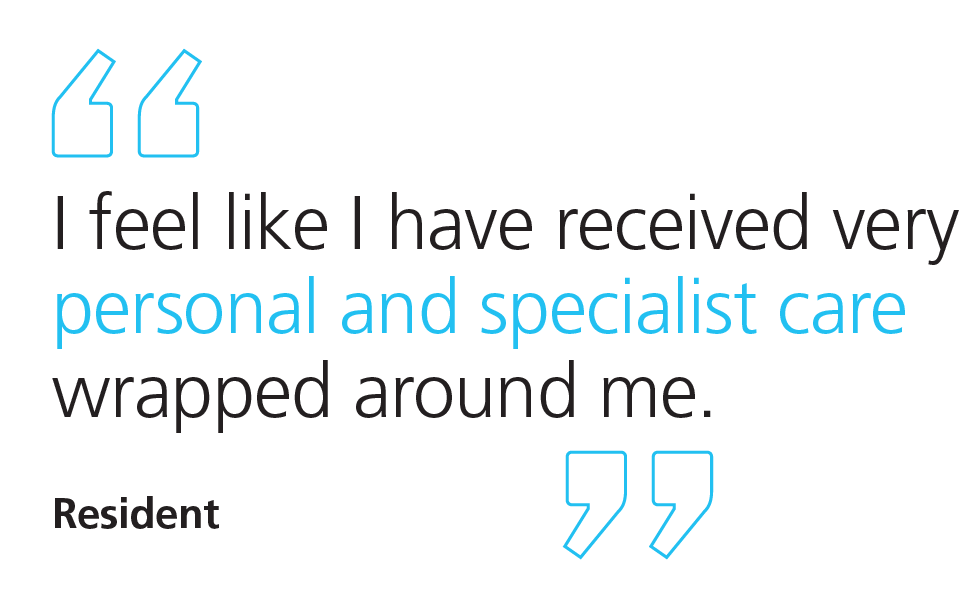 “
I feel like I have received very
personal and specialist care
wrapped around me.
”
Resident